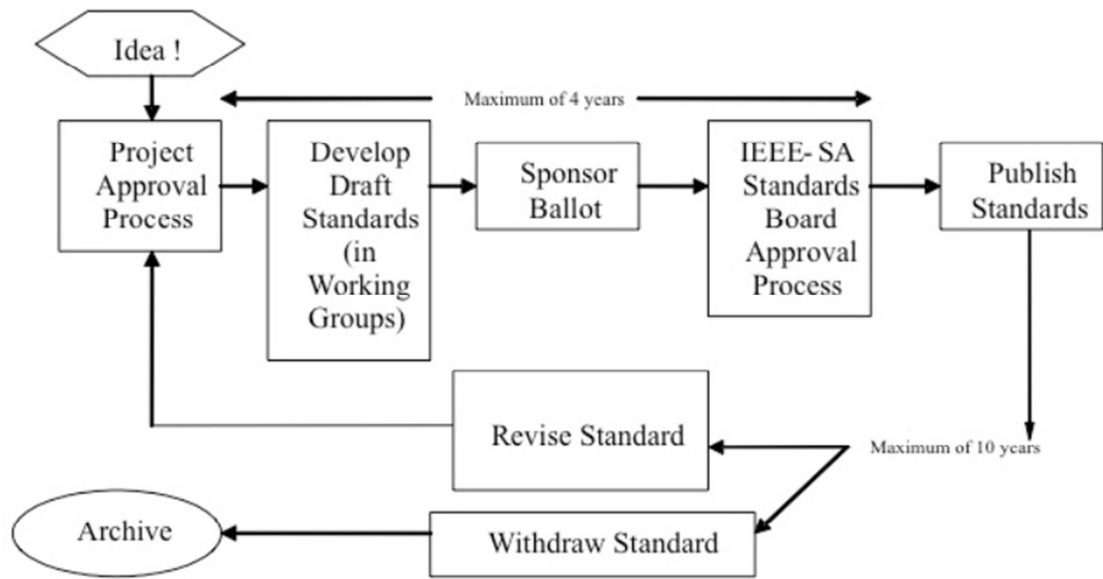 Idea !
Maximum of 4 years
Project
Approval
Process
Develop
Draft
Standards
(in
Working
Groups)
Sponsor
Ballot
IEEE- SA
Standards
Board
Approval
Process
Publish
Standards
Revise Standard
Maximum of 10 years
Archive
Withdraw Standard